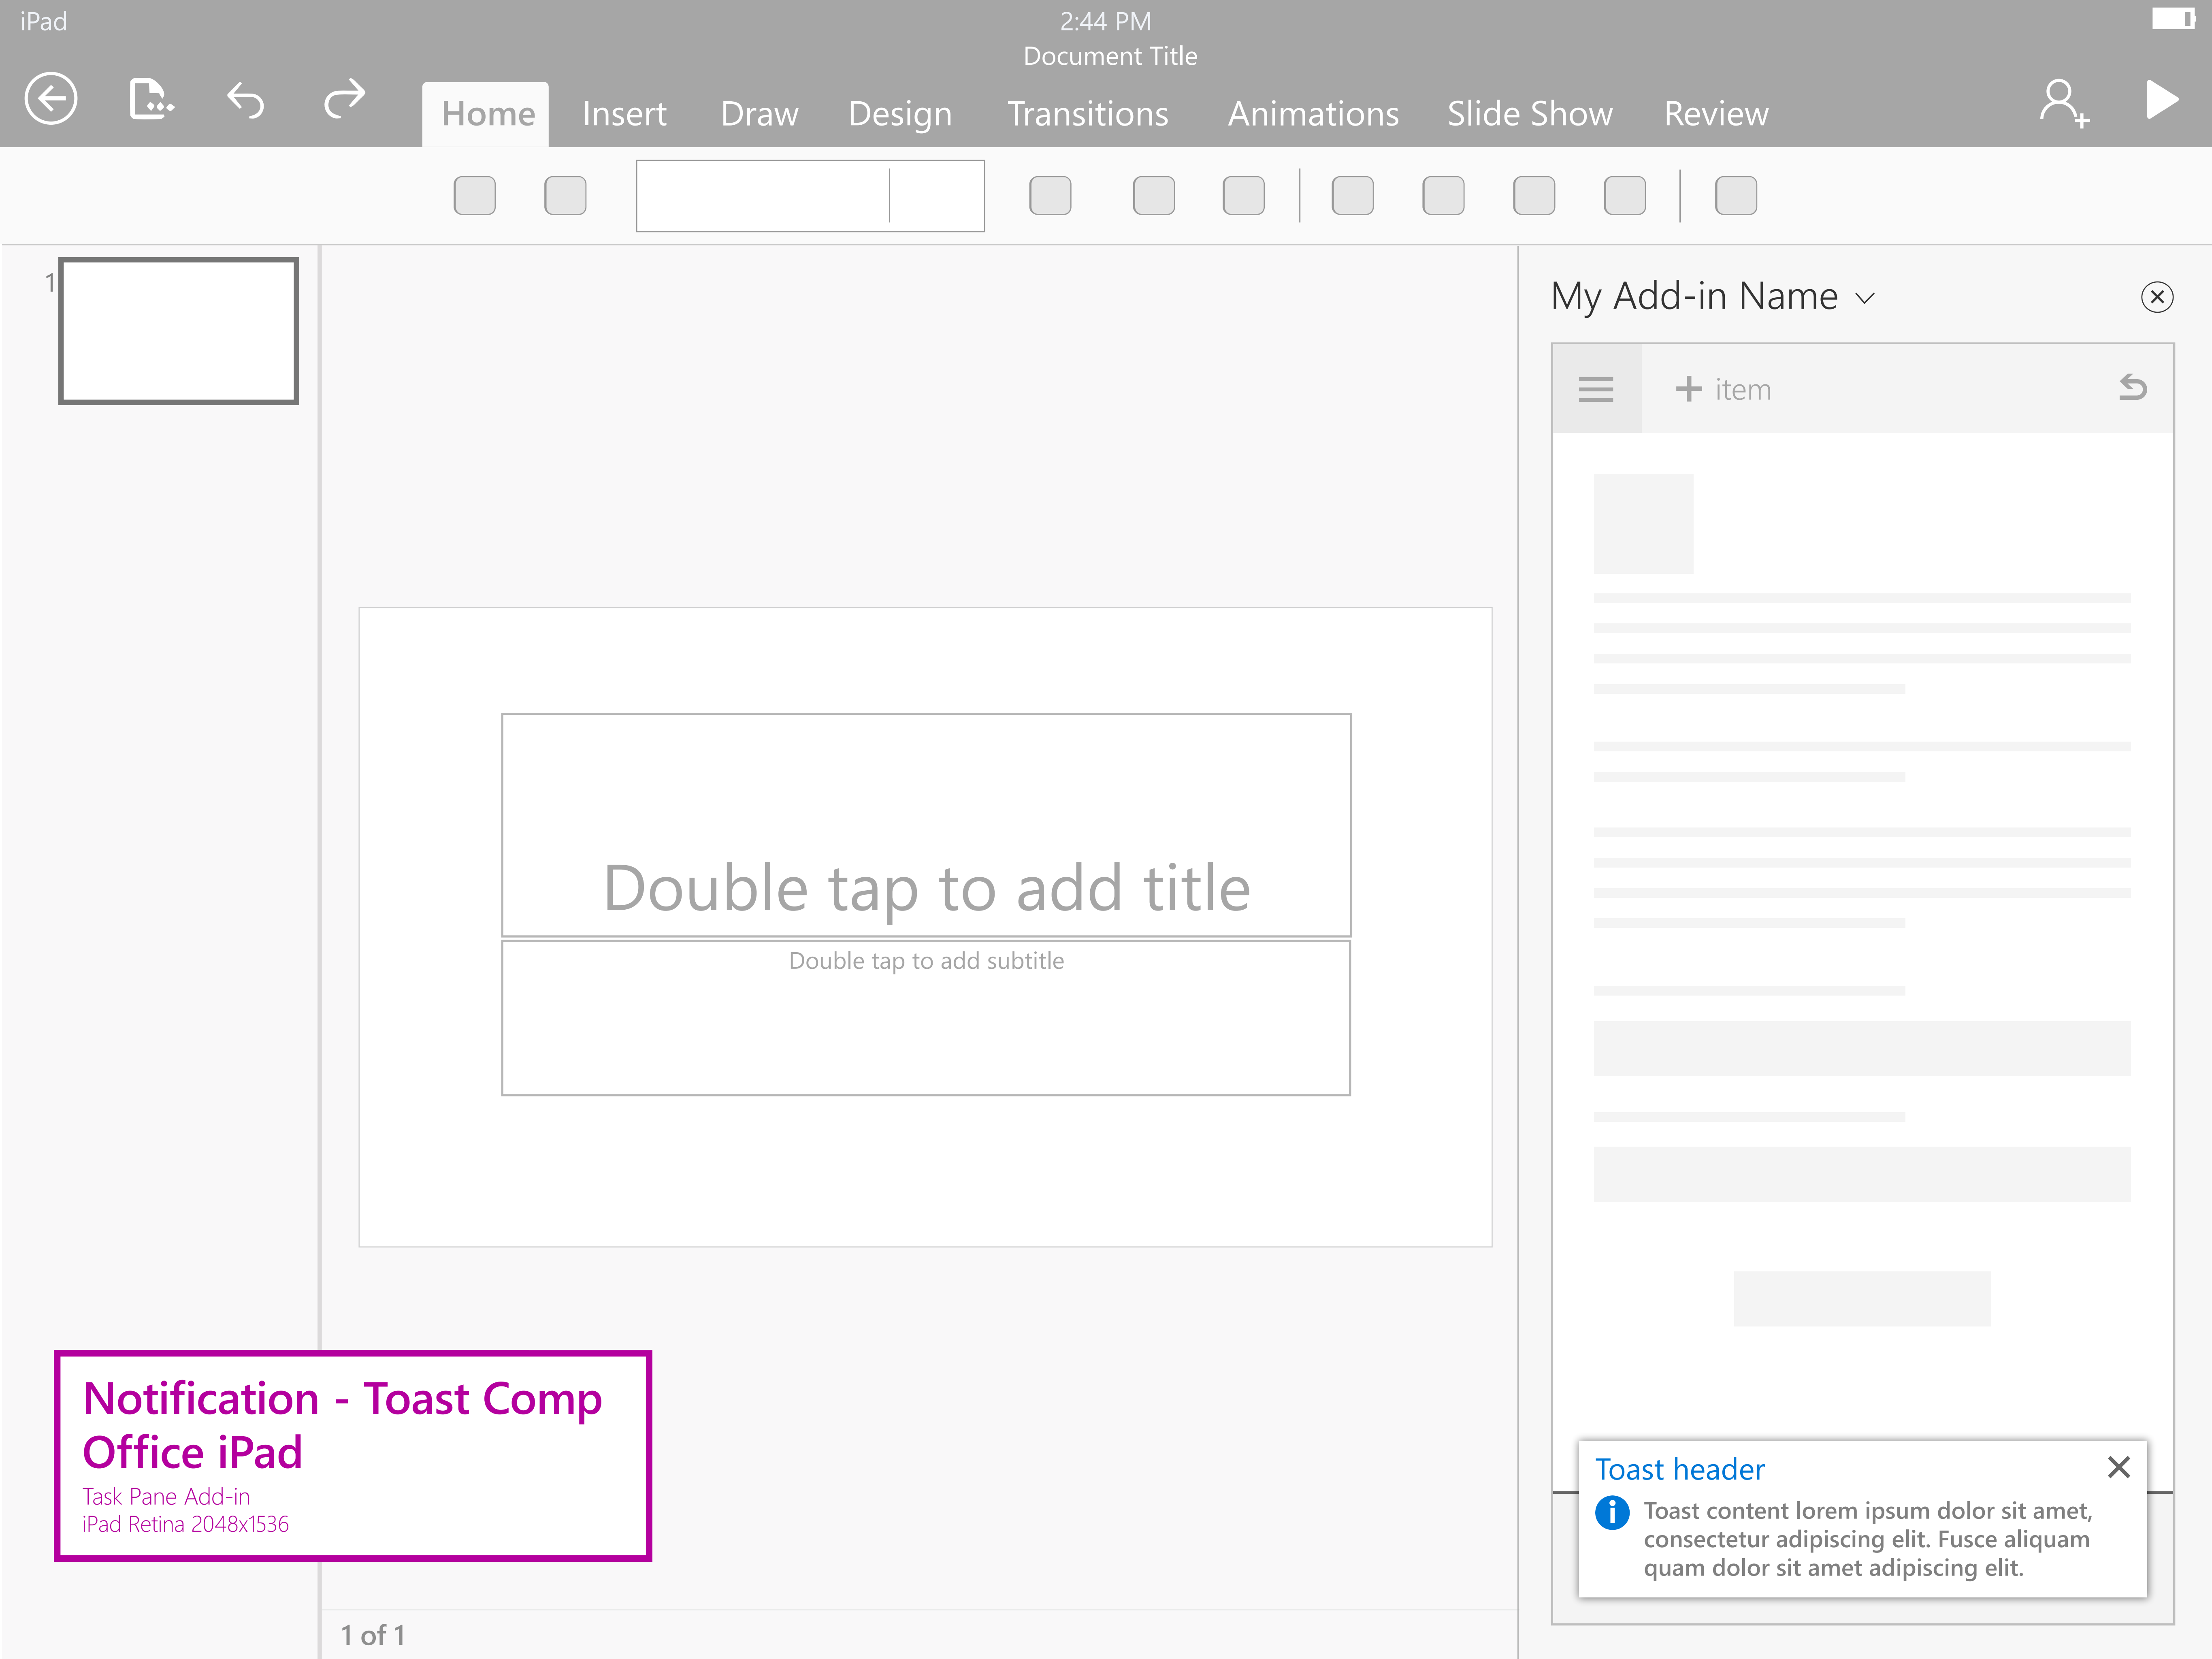 iPad
2:44 PM
Document Title
Home Insert Draw Design Transitions Animations Slide Show Review
1
My Add-in Name
item
Double tap to add title
Double tap to add subtitle
Notification - Toast Comp
Office iPad
Task Pane Add-in
iPad Retina 2048x1536
Toast header
Toast content lorem ipsum dolor sit amet,
consectetur adipiscing elit. Fusce aliquam
quam dolor sit amet adipiscing elit.
1 of 1